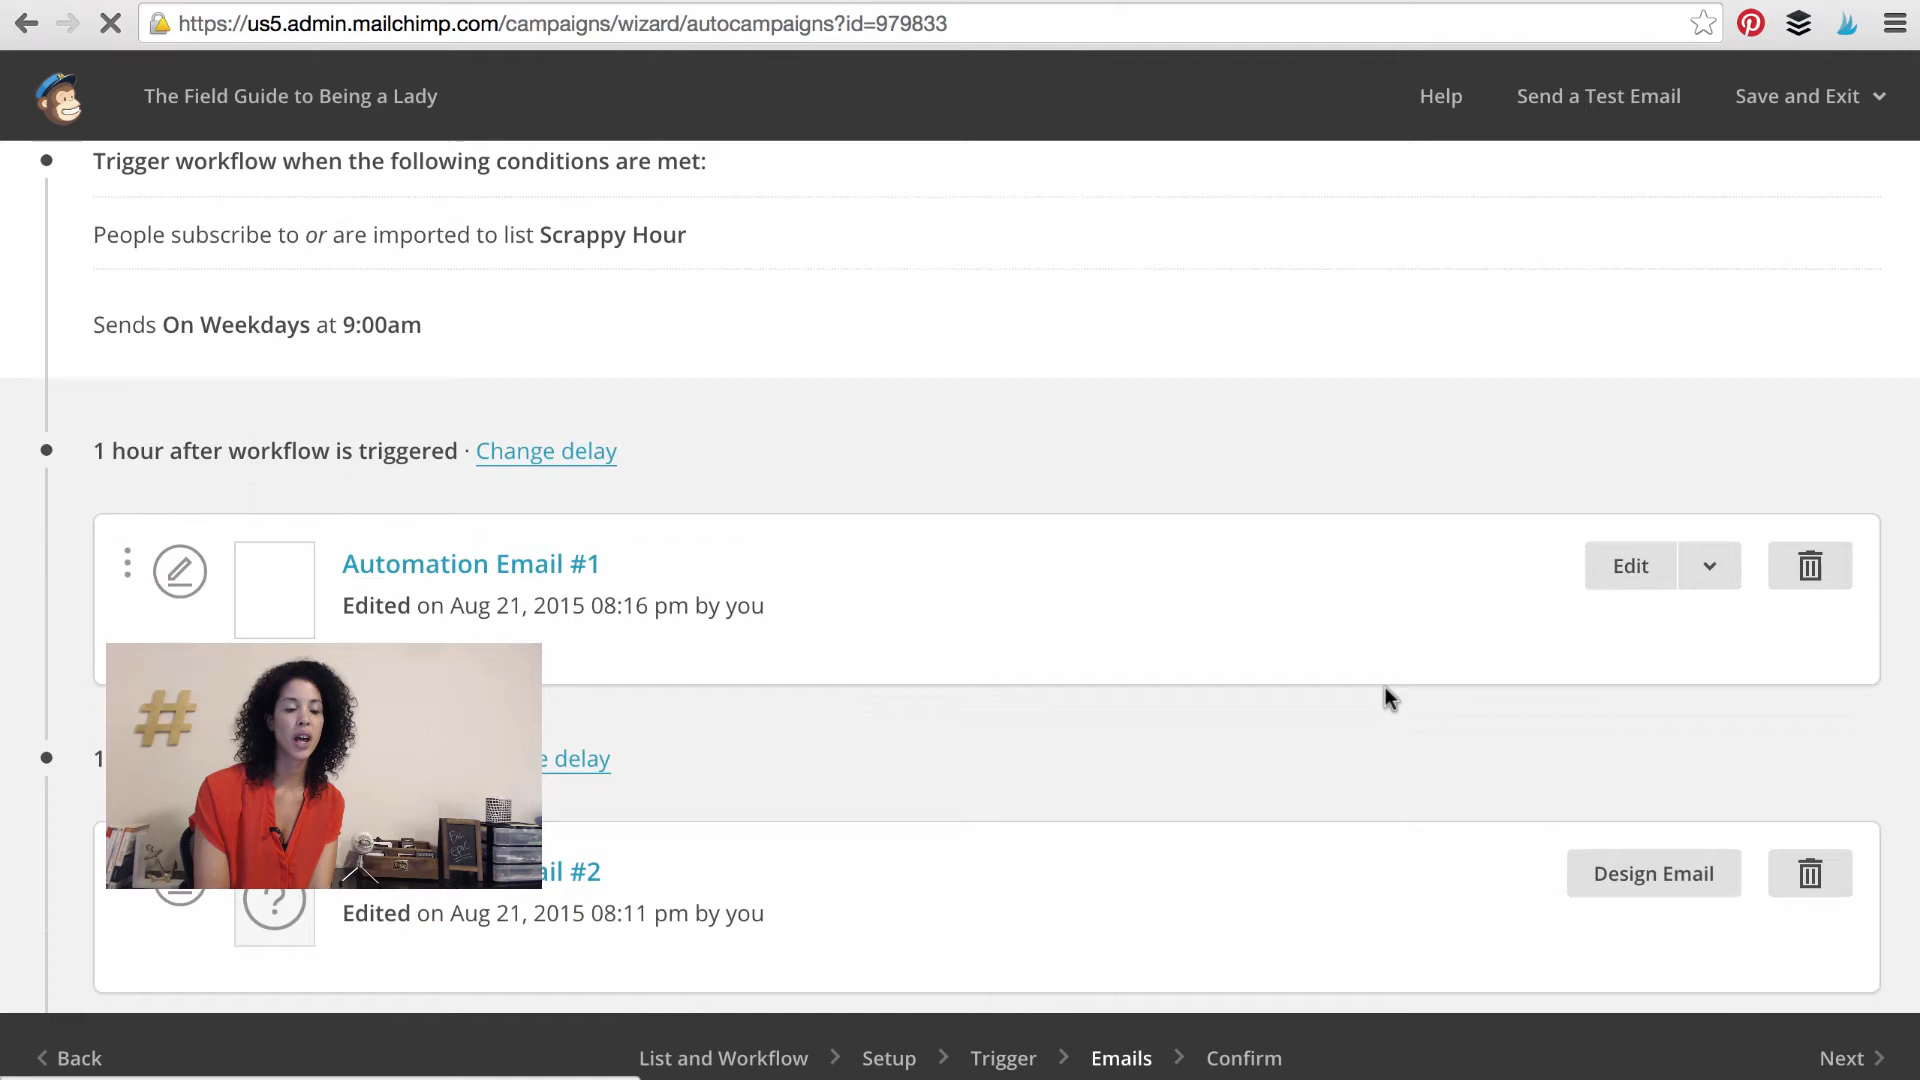 https://us5.admin.mailchimp.com/campaigns/wizard/autocampaigns?id=979833
The Field Guide to Being a Lady
Help
Send a Test Email
Save and Exit
Trigger workflow when the following conditions are met:
People subscribe to or are imported to list Scrappy Hour
Sends On Weekdays at 9:00am
1 hour after workflow is triggered · Change delay
Automation Email #1
Edit
Edited on Aug 21, 2015 08:16 pm by you
#
1
e delay
Be
epic
ail #2
Design Email
?
Edited on Aug 21, 2015 08:11 pm by you
Back
List and Workflow
Setup
Trigger
Emails
Confirm
Next